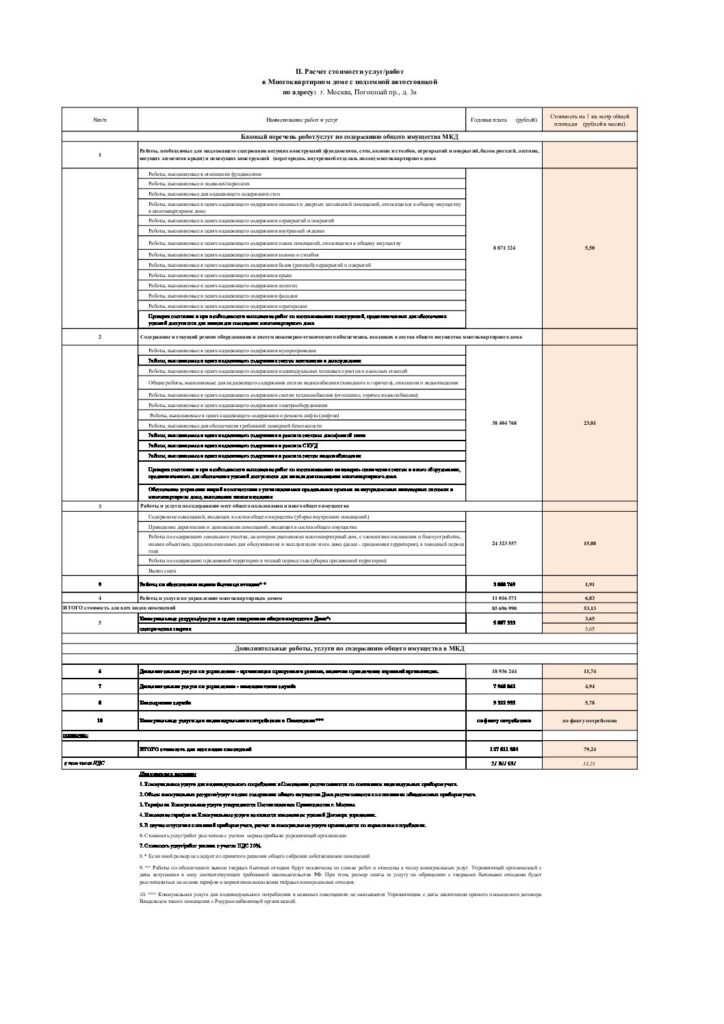 II. Расчет стоимости услуг/работ
в Многоквартирном доме с подземной автостоянкой
по адресу: г. Москва, Погонный пр., д. 3а
№п/п Наименование работ и услуг Годовая плата (рублей) Стоимость на 1 кв. метр общей
площади (рублей в месяц)
Базовый перечень работ/услуг по содержанию общего имущества МКД
1 Работы, необходимые для надлежащего содержания несущих конструкций (фундаментов, стен, колонн и столбов, перекрытий и покрытий, балок, ригелей, лестниц,
несущих элементов крыш) и ненесущих конструкций (перегородок, внутренней отделки, полов) многоквартирного дома
Работы, выполняемые в отношении фундаментов
Работы, выполняемые в подвалах/парковках
Работы, выполняемые для надлежащего содержания стен
Работы, выполняемые в целях надлежащего содержания оконных и дверных заполнений помещений, относящихся к общему имуществу
в многоквартирном доме
Работы, выполняемые в целях надлежащего содержания перекрытий и покрытий
Работы, выполняемые в целях надлежащего содержания внутренней отделки
Работы, выполняемые в целях надлежащего содержания полов помещений, относящихся к общему имуществу
8 871 324 5,50
Работы, выполняемые в целях надлежащего содержания колонн и столбов
Работы, выполняемые в целях надлежащего содержания балок (ригелей) перекрытий и покрытий
Работы, выполняемые в целях надлежащего содержания крыш
Работы, выполняемые в целях надлежащего содержания лестниц
Работы, выполняемые в целях надлежащего содержания фасадов
Работы, выполняемые в целях надлежащего содержания перегородок
Проверка состояния и при необходимости выполнение работ по восстановлению конструкций, предназначенных для обеспечения
условий доступности для инвалидов помещения многоквартирного дома
2 Содержание и текущий ремонт оборудования и систем инженерно-технического обеспечения, входящих в состав общего имущества многоквартирного дома
Работы, выполняемые в целях надлежащего содержания мусоропроводов
Работы, выполняемые в целях надлежащего содержания систем вентиляции и дымоудаления
Работы, выполняемые в целях надлежащего содержания индивидуальных тепловых пунктов и насосных станций
Общие работы, выполняемые для надлежащего содержания систем водоснабжения (холодного и горячего), отопления и водоотведения
Работы, выполняемые в целях надлежащего содержания систем теплоснабжения (отопление, горячее водоснабжение)
Работы, выполняемые в целях надлежащего содержания электрооборудования
Работы, выполняемые в целях надлежащего содержания и ремонта лифта (лифтов)
38 404 768 23,81
Работы, выполняемые для обеспечения требований пожарной безопасности
Работы, выполняемые в целях надлежащего содержания и ремонта системы домофонной связи
Работы, выполняемые в целях надлежащего содержания и ремонта СКУД
Работы, выполняемые в целях надлежащего содержания и ремонта систем видеонаблюдения
Проверка состояния и при необходимости выполнение работ по восстановлению инженерно-технических систем и иного оборудования,
предназначенного для обеспечения условий доступности для инвалидов помещения многоквартирного дома
Обеспечение устранения аварий в соответствии с установленными предельными сроками на внутридомовых инженерных системах в
многоквартирном доме, выполнение заявок населения
3 Работы и услуги по содержанию мест общего пользования и иного общего имущества
Содержание помещений, входящих в состав общего имущества (уборка внутренних помещений)
Проведение дератизации и дезинсекции помещений, входящих в состав общего имущества
Работы по содержанию земельного участка, на котором расположен многоквартирный дом, с элементами озеленения и благоустройства,
иными объектами, предназначенными для обслуживания и эксплуатации этого дома (далее - придомовая территория), в холодный период
года
24 323 557 15,08
Работы по содержанию придомовой территории в теплый период года (уборка придомовой территории)
Вывоз снега
9 Работы по обеспечению вывоза бытовых отходов** 3 080 769 1,91
4 Работы и услуги по управлению многоквартирным домом 11 016 571 6,83
ИТОГО стоимость для всех видов помещений 85 696 990 53,13
5 Коммунальные ресурсы/услуги в целях содержания общего имущества Дома*: 5 887 333 3,65
электрическая энергия 3,65
Дополнительные работы, услуги по содержанию общего имущества в МКД
6 Дополнительная услуга по управлению - организация пропускного режима, включая привлечение охранной организации. 18 936 244 11,74
7 Дополнительная услуга по управлению - диспетчерская служба 7 968 062 4,94
8 Консьержная служба 9 322 955 5,78
10 Коммунальные услуги для индивидуального потребления в Помещении*** по факту потребления по факту потребления
ИТОГО стоимость для всех видов помещений 127 811 584 79,24
в том числе НДС 21 301 931 13,21
1. Коммунальные услуги для индивидуального потребления в Помещении рассчитываются по показаниям индивидуальных приборов учета.
2. Объем коммунальных ресурсов/услуг в целях содержания общего имущества Дома рассчитывается по показаниям общедомовых приборов учета.
3. Тарифы на Коммунальные услуги утверждаются Постановлением Правительства г. Москвы.
4. Изменение тарифов на Коммунальные услуги не является изменением условий Договора управления.
5. В случае отсутствия показаний приборов учета, расчет за коммунальные услуги производится по нормативам потребления.
6. Стоимость услуг/работ рассчитана с учетом нормы прибыли управляющей организации
7. Стоимость услуг/работ указана с учетом НДС 20%.
8. * Если иной размер не следует из принятого решения общего собрания собственников помещений
9. ** Работы по обеспечению вывоза твердых бытовых отходов будут исключены из состава работ и отнесены к числу коммунальных услуг Управляющей организацией с
даты вступления в силу соответствующих требований законодательства РФ. При этом, размер платы за услугу по обращению с твердыми бытовыми отходами будет
рассчитываться на основе тарифов и нормативов накопления твёрдых коммунальных отходов.
10. *** Коммунальная услуга для индивидуального потребления в нежилых помещениях не оказывается Управляющим с даты заключения прямого письменного договора
Владельцем такого помещения с Ресурсоснабжающей организацией.